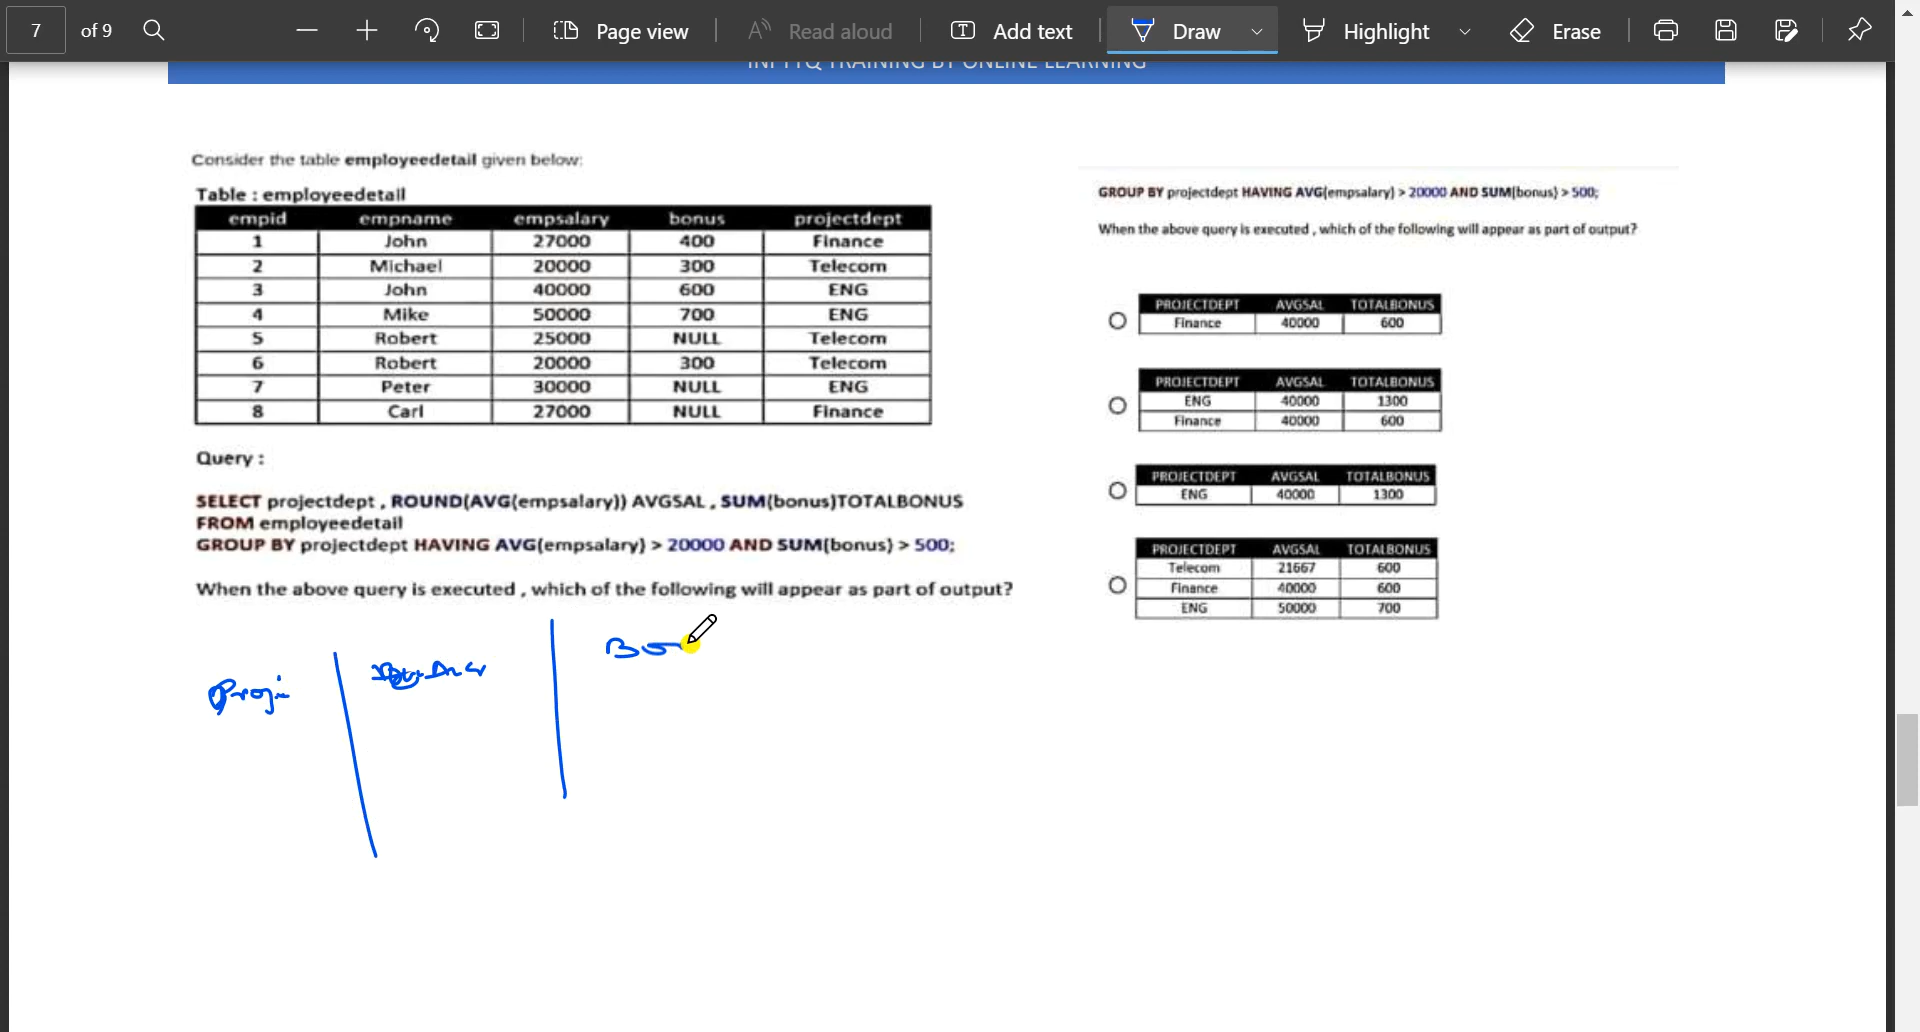 7 of 9 Page view Read aloud Add text Draw Highlight Erase
INFYTQ TRAINING BY ONLINE LEARNING
Consider the table employeedetail given below:
Table : employeedetail
empid empname empsalary bonus projectdept
1 John 27000 400 Finance
2 Michael 20000 300 Telecom
3 John 40000 600 ENG
4 Mike 50000 700 ENG
5 Robert 25000 NULL Telecom
6 Robert 20000 300 Telecom
7 Peter 30000 NULL ENG
8 Carl 27000 NULL Finance
Query :
SELECT projectdept , ROUND(AVG(empsalary)) AVGSAL , SUM(bonus)TOTALBONUS
FROM employeedetail
GROUP BY projectdept HAVING AVG(empsalary) > 20000 AND SUM(bonus) > 500;
When the above query is executed , which of the following will appear as part of output?
Proj
Bo
GROUP BY projectdept HAVING AVG(empsalary) > 20000 AND SUM(bonus) > 500;
When the above query is executed , which of the following will appear as part of output?
PROJECTDEPT AVGSAL TOTALBONUS
Finance 40000 600
PROJECTDEPT AVGSAL TOTALBONUS
ENG 40000 1300
Finance 40000 600
PROJECTDEPT AVGSAL TOTALBONUS
ENG 40000 1300
PROJECTDEPT AVGSAL TOTALBONUS
Telecom 21667 600
Finance 40000 600
ENG 50000 700